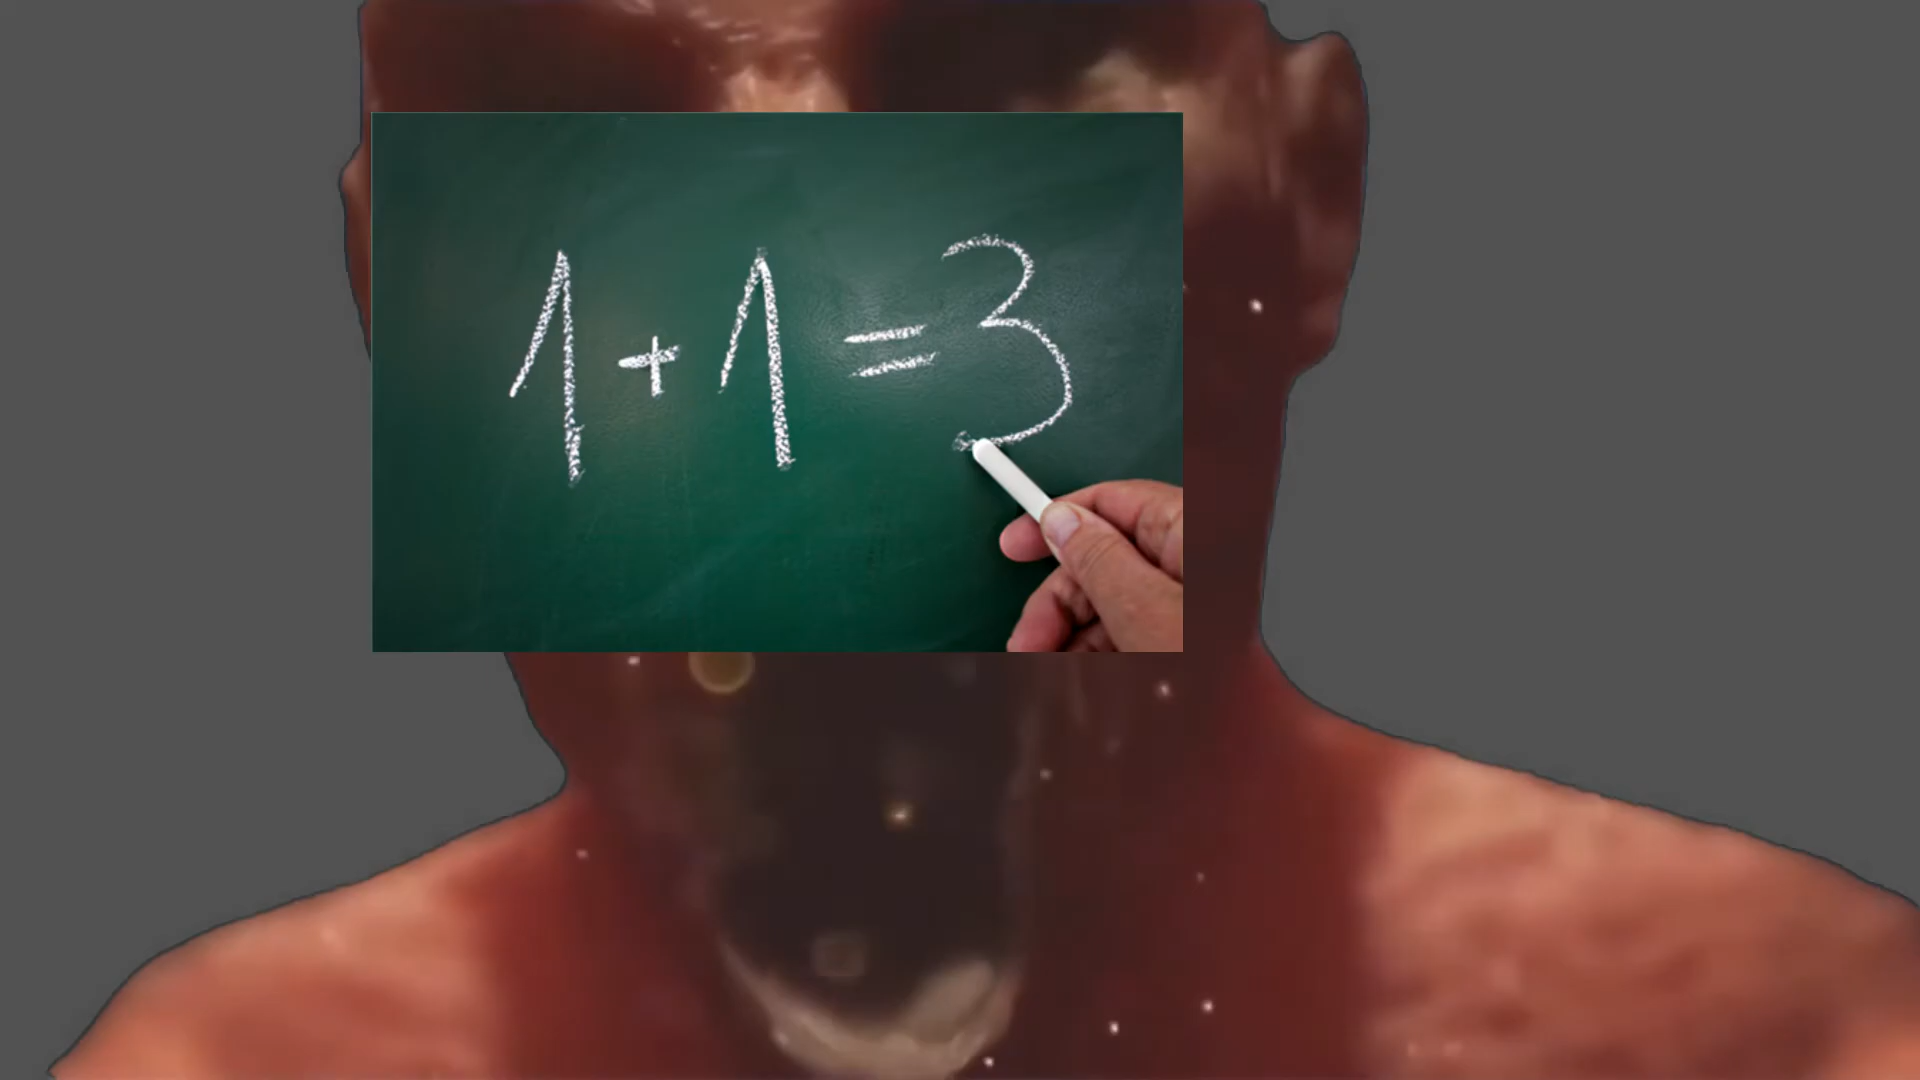 1 + 1 = 3